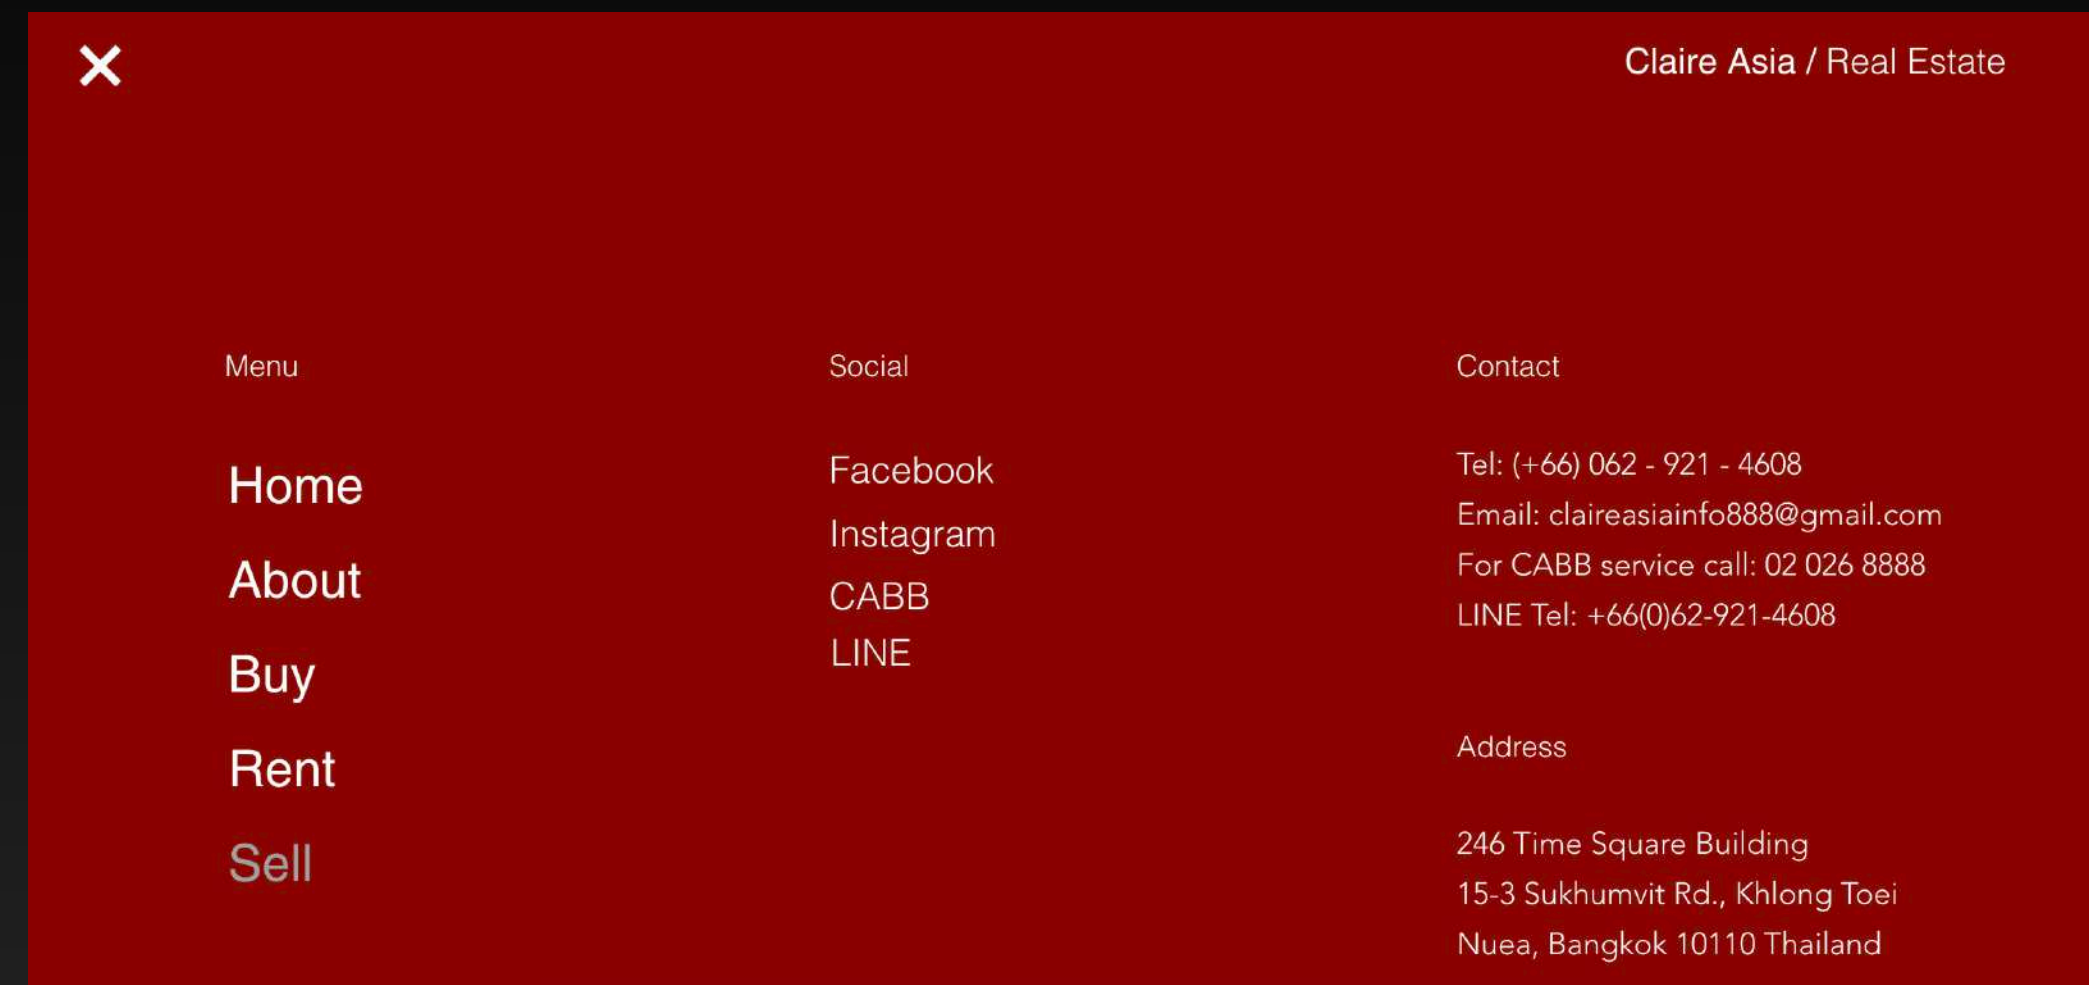 Claire Asia / Real Estate
Menu
Home
About
Buy
Rent
Sell
Social
Facebook
Instagram
CABB
LINE
Contact
Tel: (+66) 062 - 921 - 4608
Email: claireasiainfo888@gmail.com
For CABB service call: 02 026 8888
LINE Tel: +66(0)62-921-4608
Address
246 Time Square Building
15-3 Sukhumvit Rd., Khlong Toei
Nuea, Bangkok 10110 Thailand